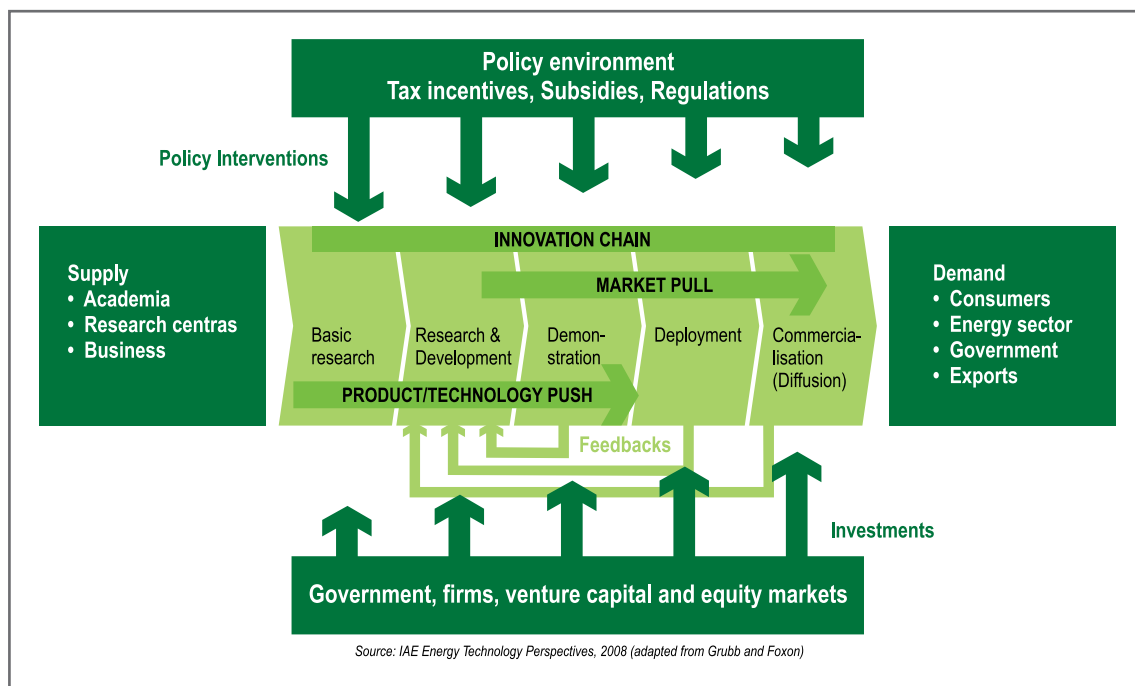 Policy environment
Tax incentives, Subsidies, Regulations
Policy Interventions
Supply
• Academia
• Research centras
• Business
INNOVATION CHAIN
MARKET PULL
Basic
research
Research &
Development
Demon-
stration
Deployment
Commercia-
lisation
(Diffusion)
PRODUCT/TECHNOLOGY PUSH
Demand
• Consumers
• Energy sector
• Government
• Exports
Feedbacks
Investments
Government, firms, venture capital and equity markets
Source: IAE Energy Technology Perspectives, 2008 (adapted from Grubb and Foxon)